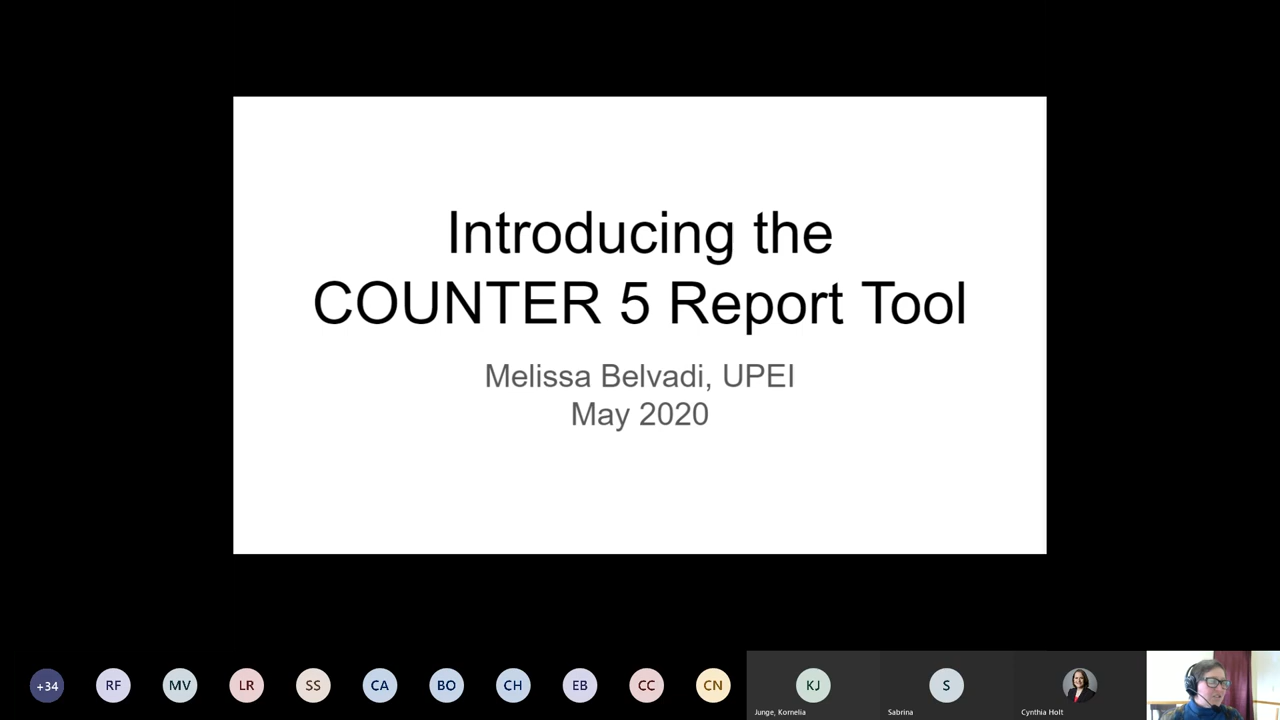 Introducing the
COUNTER 5 Report Tool
Melissa Belvadi, UPEI
May 2020
+34
RF
MV
LR
SS
CA
BO
CH
EB
CC
CN
KJ
Junge, Kornelia
S
Sabrina
Cynthia Holt